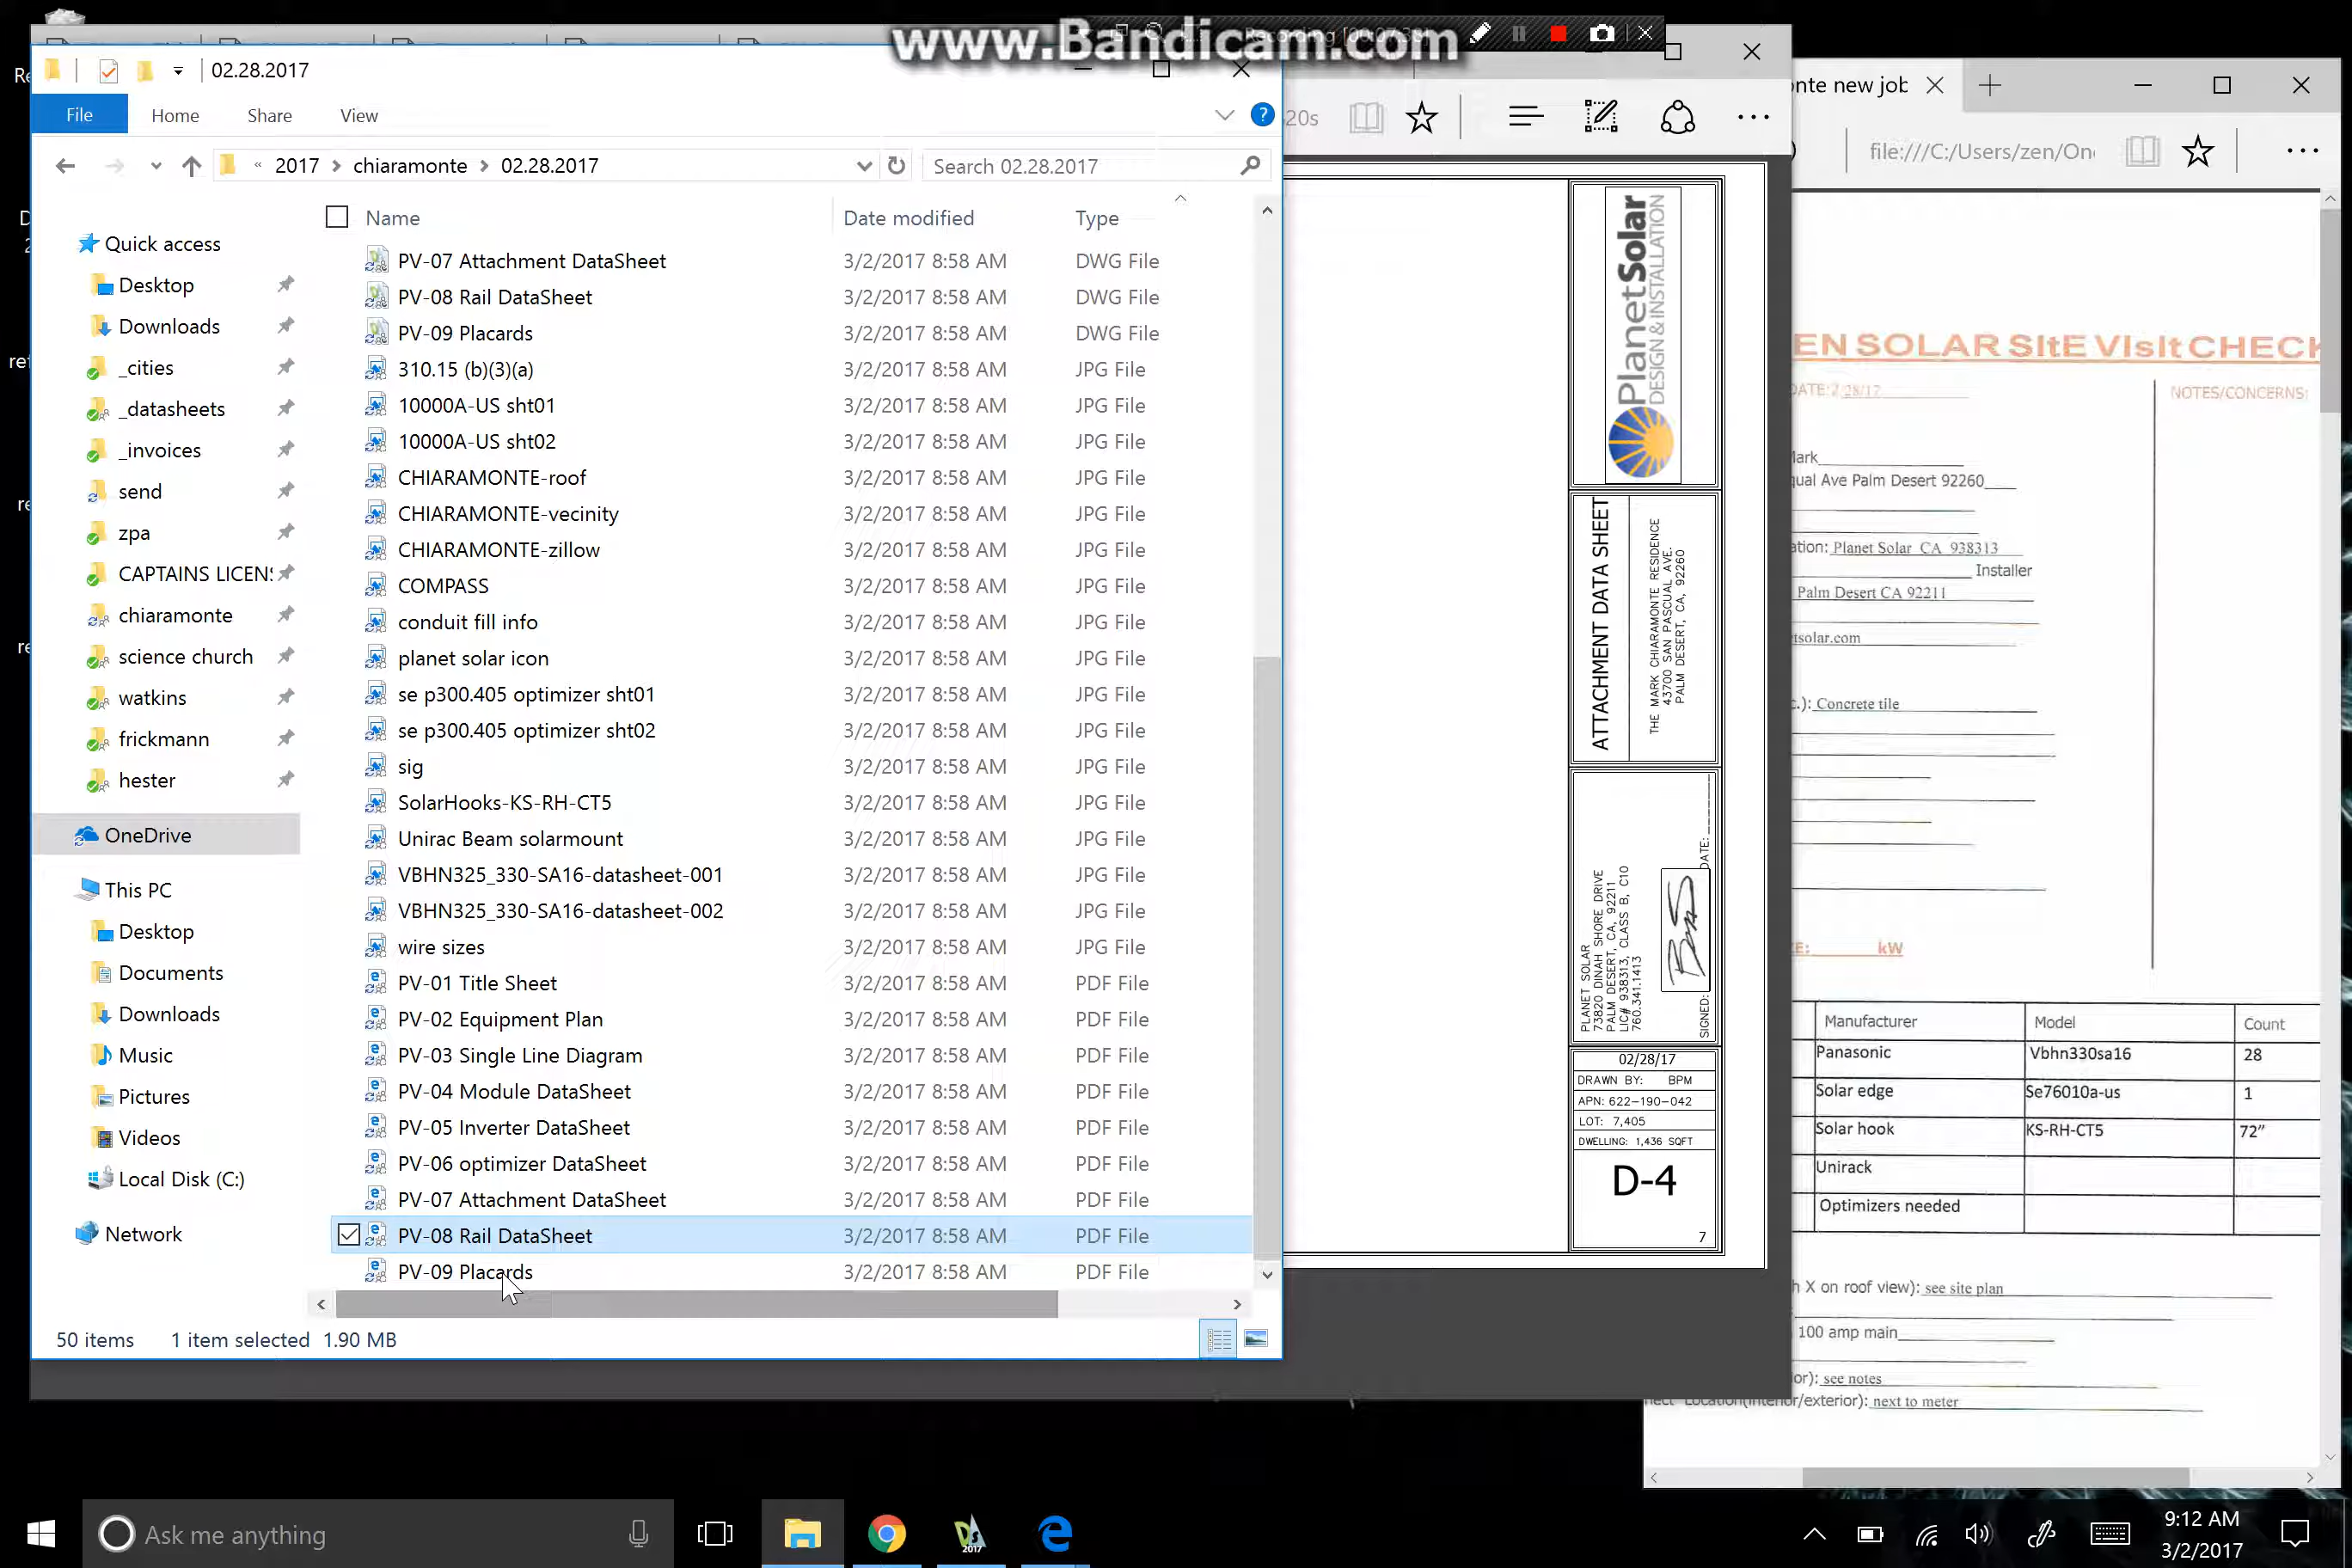 www.Bandicam.com
02.28.2017
File Home Share View
2017 chiaramonte 02.28.2017
Search 02.28.2017
Name Date modified Type
Quick access
Desktop
Downloads
_cities
_datasheets
_invoices
send
zpa
CAPTAINS LICENS
chiaramonte
science church
watkins
frickmann
hester
OneDrive
This PC
Desktop
Documents
Downloads
Music
Pictures
Videos
Local Disk (C:)
Network
PV-07 Attachment DataSheet 3/2/2017 8:58 AM DWG File
PV-08 Rail DataSheet 3/2/2017 8:58 AM DWG File
PV-09 Placards 3/2/2017 8:58 AM DWG File
310.15 (b)(3)(a) 3/2/2017 8:58 AM JPG File
10000A-US sht01 3/2/2017 8:58 AM JPG File
10000A-US sht02 3/2/2017 8:58 AM JPG File
CHIARAMONTE-roof 3/2/2017 8:58 AM JPG File
CHIARAMONTE-vecinity 3/2/2017 8:58 AM JPG File
CHIARAMONTE-zillow 3/2/2017 8:58 AM JPG File
COMPASS 3/2/2017 8:58 AM JPG File
conduit fill info 3/2/2017 8:58 AM JPG File
planet solar icon 3/2/2017 8:58 AM JPG File
se p300.405 optimizer sht01 3/2/2017 8:58 AM JPG File
se p300.405 optimizer sht02 3/2/2017 8:58 AM JPG File
sig 3/2/2017 8:58 AM JPG File
SolarHooks-KS-RH-CT5 3/2/2017 8:58 AM JPG File
Unirac Beam solarmount 3/2/2017 8:58 AM JPG File
VBHN325_330-SA16-datasheet-001 3/2/2017 8:58 AM JPG File
VBHN325_330-SA16-datasheet-002 3/2/2017 8:58 AM JPG File
wire sizes 3/2/2017 8:58 AM JPG File
PV-01 Title Sheet 3/2/2017 8:58 AM PDF File
PV-02 Equipment Plan 3/2/2017 8:58 AM PDF File
PV-03 Single Line Diagram 3/2/2017 8:58 AM PDF File
PV-04 Module DataSheet 3/2/2017 8:58 AM PDF File
PV-05 Inverter DataSheet 3/2/2017 8:58 AM PDF File
PV-06 optimizer DataSheet 3/2/2017 8:58 AM PDF File
PV-07 Attachment DataSheet 3/2/2017 8:58 AM PDF File
PV-08 Rail DataSheet 3/2/2017 8:58 AM PDF File
PV-09 Placards 3/2/2017 8:58 AM PDF File
50 items 1 item selected 1.90 MB
20s
PlanetSolar
DESIGN & INSTALLATION
ATTACHMENT DATA SHEET
THE MARK CHIARAMONTE RESIDENCE
43700 SAN PASCUAL AVE.
PALM DESERT, CA, 92260
PLANET SOLAR
73820 DINAH SHORE DRIVE
PALM DESERT, CA, 92211
LIC# 938313, CLASS B, C10
760.341.1413
SIGNED: DATE:
02/28/17
DRAWN BY: BPM
APN: 622-190-042
LOT: 7,405
DWELLING: 1,436 SQFT
D-4
7
nte new job
file:///C:/Users/zen/On
EN SOLAR SItE VIsIt CHECK
DATE:2/28/17
NOTES/CONCERNS:
Mark
qual Ave Palm Desert 92260
ation: Planet Solar CA 938313
Installer
Palm Desert CA 92211
tsolar.com
c.): Concrete tile
ZE: kW
Manufacturer Model Count
Panasonic Vbhn330sa16 28
Solar edge Se76010a-us 1
Solar hook KS-RH-CT5 72"
Unirack
Optimizers needed
h X on roof view): see site plan
100 amp main
or): see notes
nect Location(interior/exterior): next to meter
Ask me anything
9:12 AM
3/2/2017